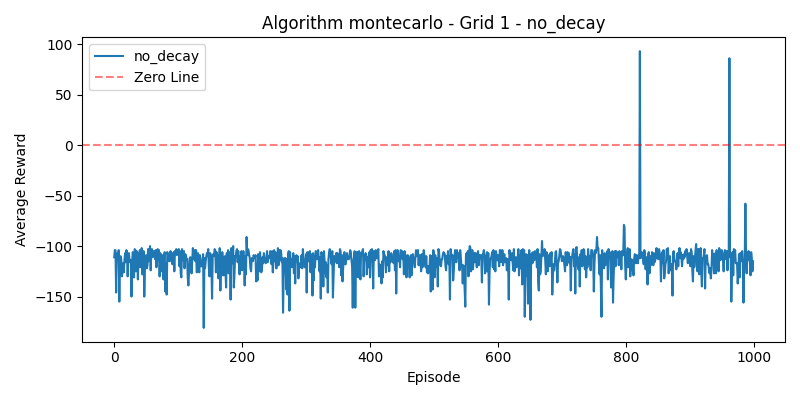 Algorithm montecarlo - Grid 1 - no_decay
no_decay
Zero Line
Average Reward
100
50
0
−50
−100
−150
0 200 400 600 800 1000
Episode